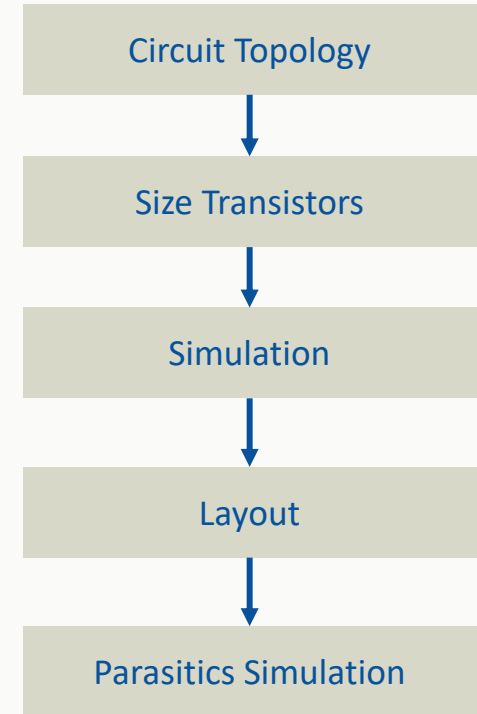 Circuit Topology
Size Transistors
Simulation
Layout
Parasitics Simulation